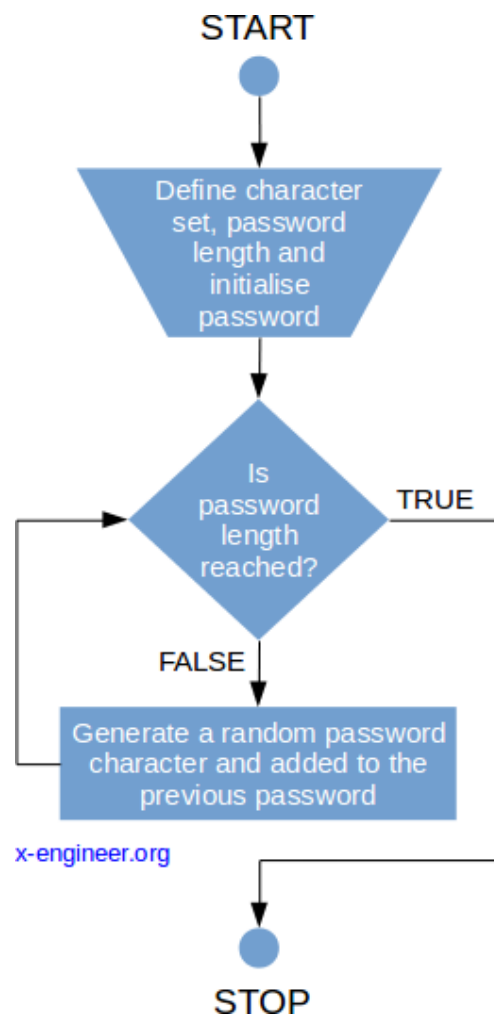 START
Define character
set, password
length and
initialise
password
Is
password
length
reached?
TRUE
FALSE
Generate a random password
character and added to the
previous password
x-engineer.org
STOP